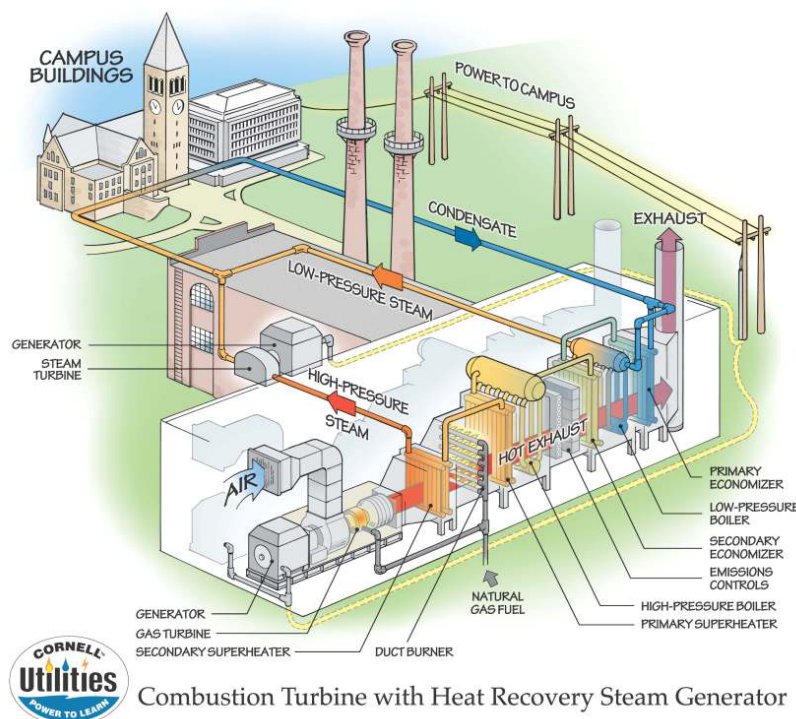 CAMPUS
BUILDINGS
POWER TO CAMPUS
CONDENSATE
EXHAUST
LOW-PRESSURE STEAM
GENERATOR
STEAM
TURBINE
HIGH-PRESSURE
STEAM
HOT EXHAUST
AIR
PRIMARY
ECONOMIZER
LOW-PRESSURE
BOILER
SECONDARY
ECONOMIZER
EMISSIONS
CONTROLS
NATURAL
GAS FUEL
HIGH-PRESSURE BOILER
PRIMARY SUPERHEATER
GENERATOR
GAS TURBINE
SECONDARY SUPERHEATER
DUCT BURNER
CORNELL
Utilities
POWER TO LEARN
Combustion Turbine with Heat Recovery Steam Generator